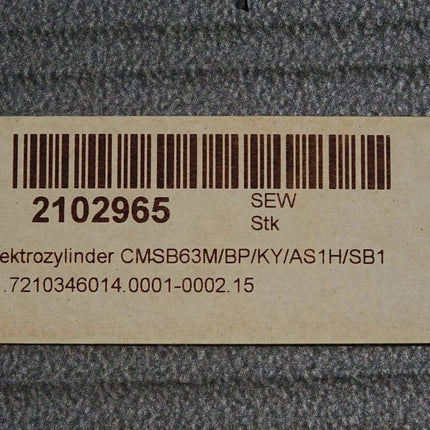 2102965
SEW
Stk
ektrozylinder CMSB63M/BP/KY/AS1H/SB1
.7210346014.0001-0002.15